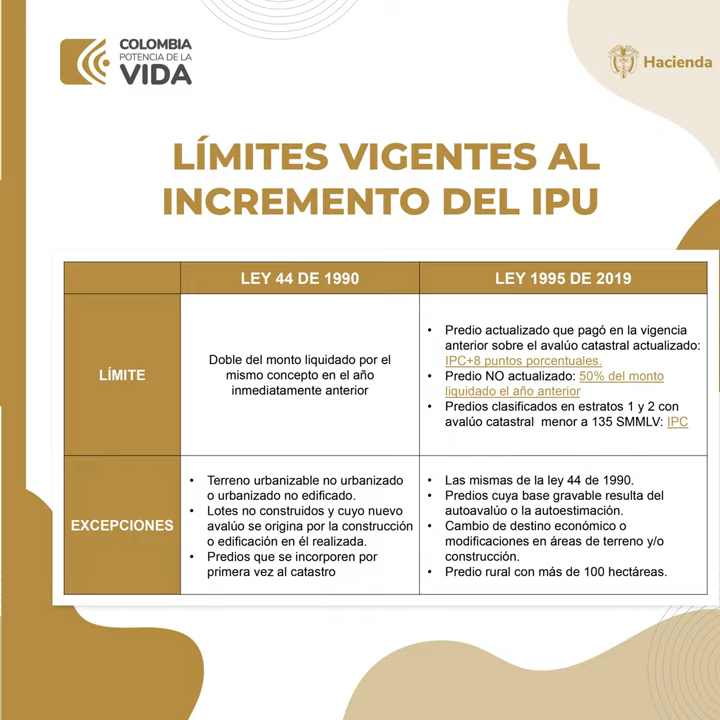 COLOMBIA
POTENCIA DE LA
VIDA
Hacienda
LÍMITES VIGENTES AL
INCREMENTO DEL IPU
LEY 44 DE 1990
LEY 1995 DE 2019
LÍMITE
Doble del monto liquidado por el
mismo concepto en el año
inmediatamente anterior
• Predio actualizado que pagó en la vigencia
anterior sobre el avalúo catastral actualizado:
IPC+8 puntos porcentuales.
• Predio NO actualizado: 50% del monto
liquidado el año anterior
• Predios clasificados en estratos 1 y 2 con
avalúo catastral menor a 135 SMMLV: IPC
EXCEPCIONES
• Terreno urbanizable no urbanizado
o urbanizado no edificado.
• Lotes no construidos y cuyo nuevo
avalúo se origina por la construcción
o edificación en él realizada.
• Predios que se incorporen por
primera vez al catastro
• Las mismas de la ley 44 de 1990.
• Predios cuya base gravable resulta del
autoavalúo o la autoestimación.
• Cambio de destino económico o
modificaciones en áreas de terreno y/o
construcción.
• Predio rural con más de 100 hectáreas.